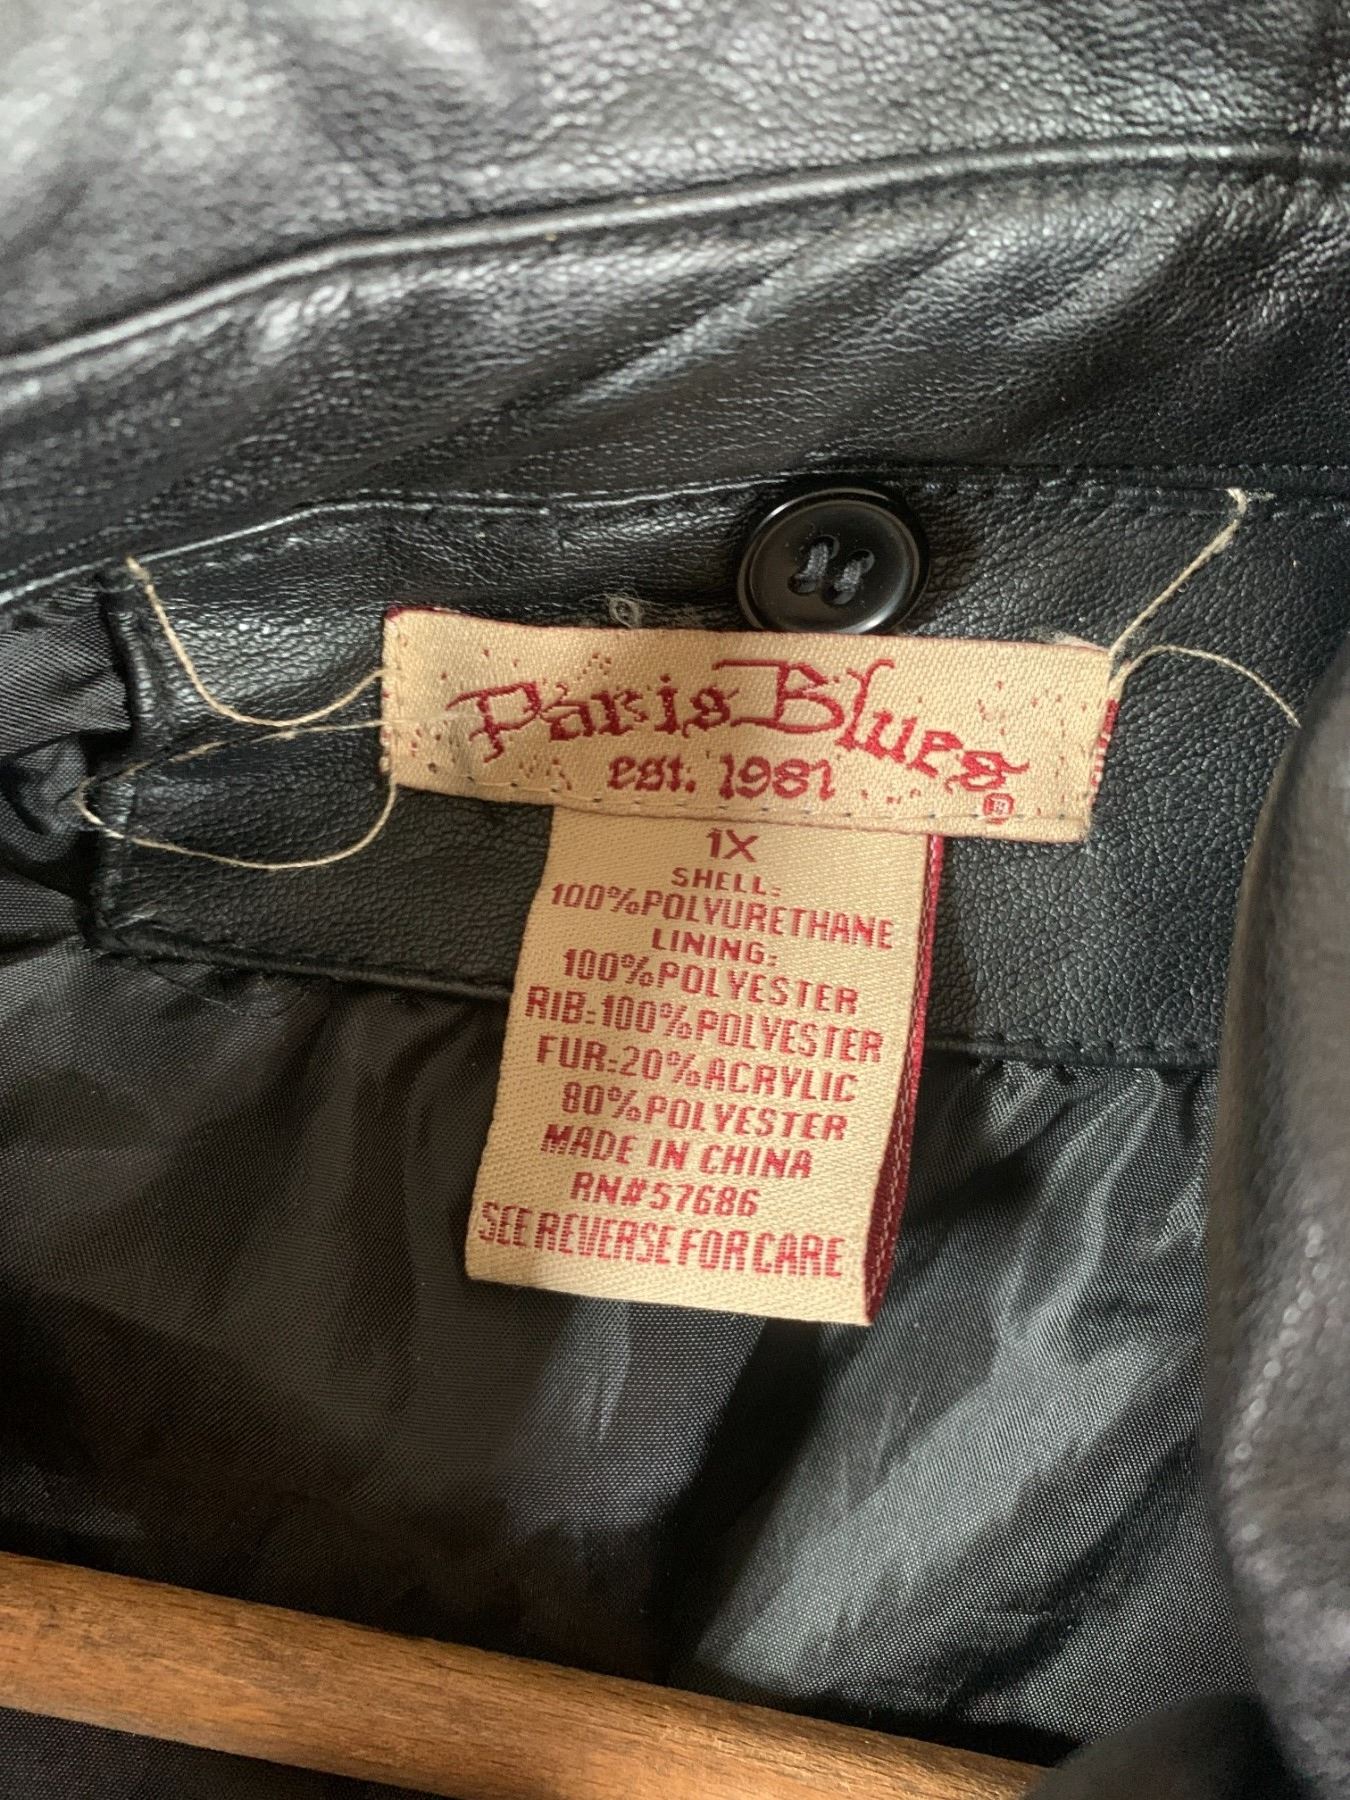 Paris Blues
est. 1981
®
1X
SHELL:
100%POLYURETHANE
LINING:
100%POLYESTER
RIB:100%POLYESTER
FUR:20%ACRYLIC
80%POLYESTER
MADE IN CHINA
RN#57686
SEE REVERSE FOR CARE